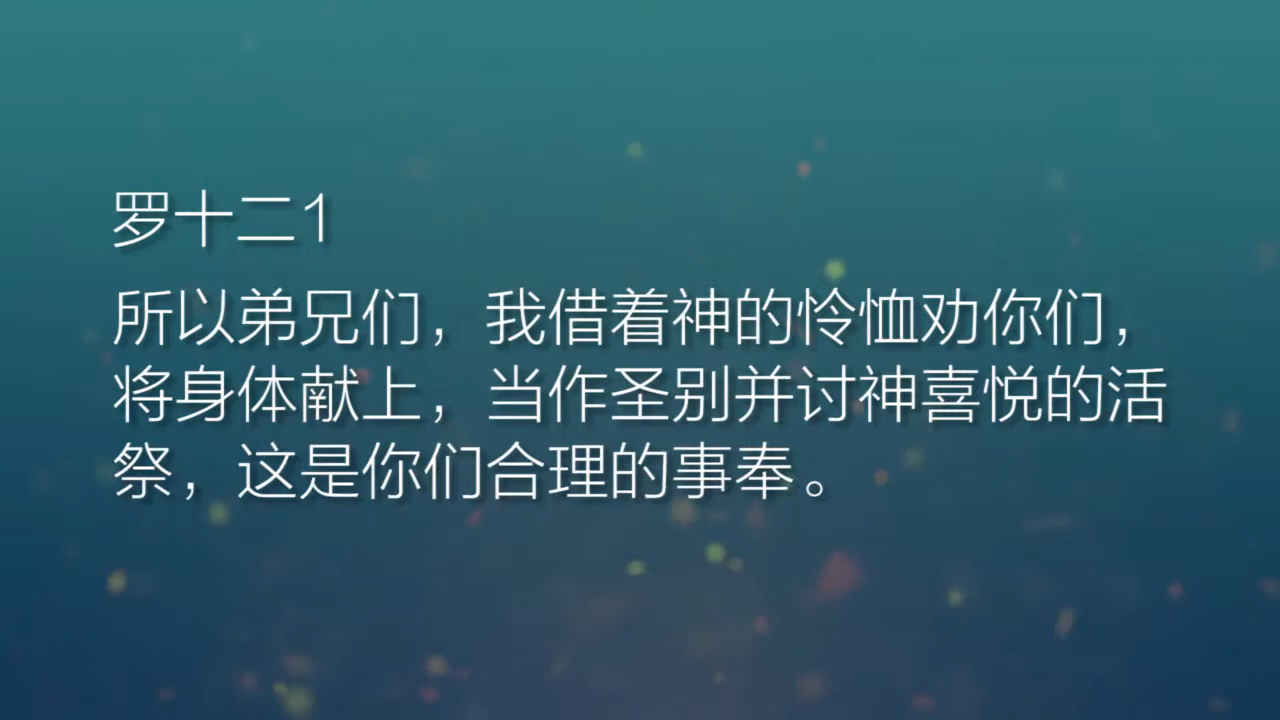 罗十二1
所以弟兄们，我借着神的怜恤劝你们，
将身体献上，当作圣别并讨神喜悦的活
祭，这是你们合理的事奉。